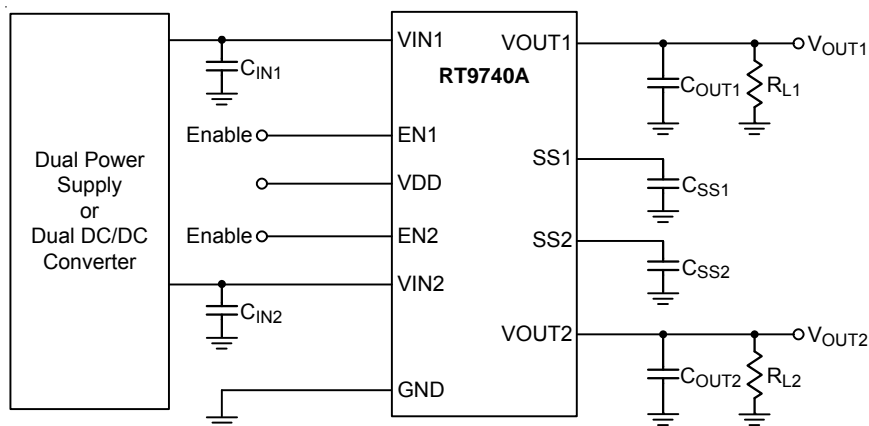 Dual Power
Supply
or
Dual DC/DC
Converter
C_IN1
Enable
Enable
C_IN2
VIN1
EN1
VDD
EN2
VIN2
GND
RT9740A
VOUT1
SS1
SS2
VOUT2
V_OUT1
C_OUT1
R_L1
C_SS1
C_SS2
V_OUT2
C_OUT2
R_L2